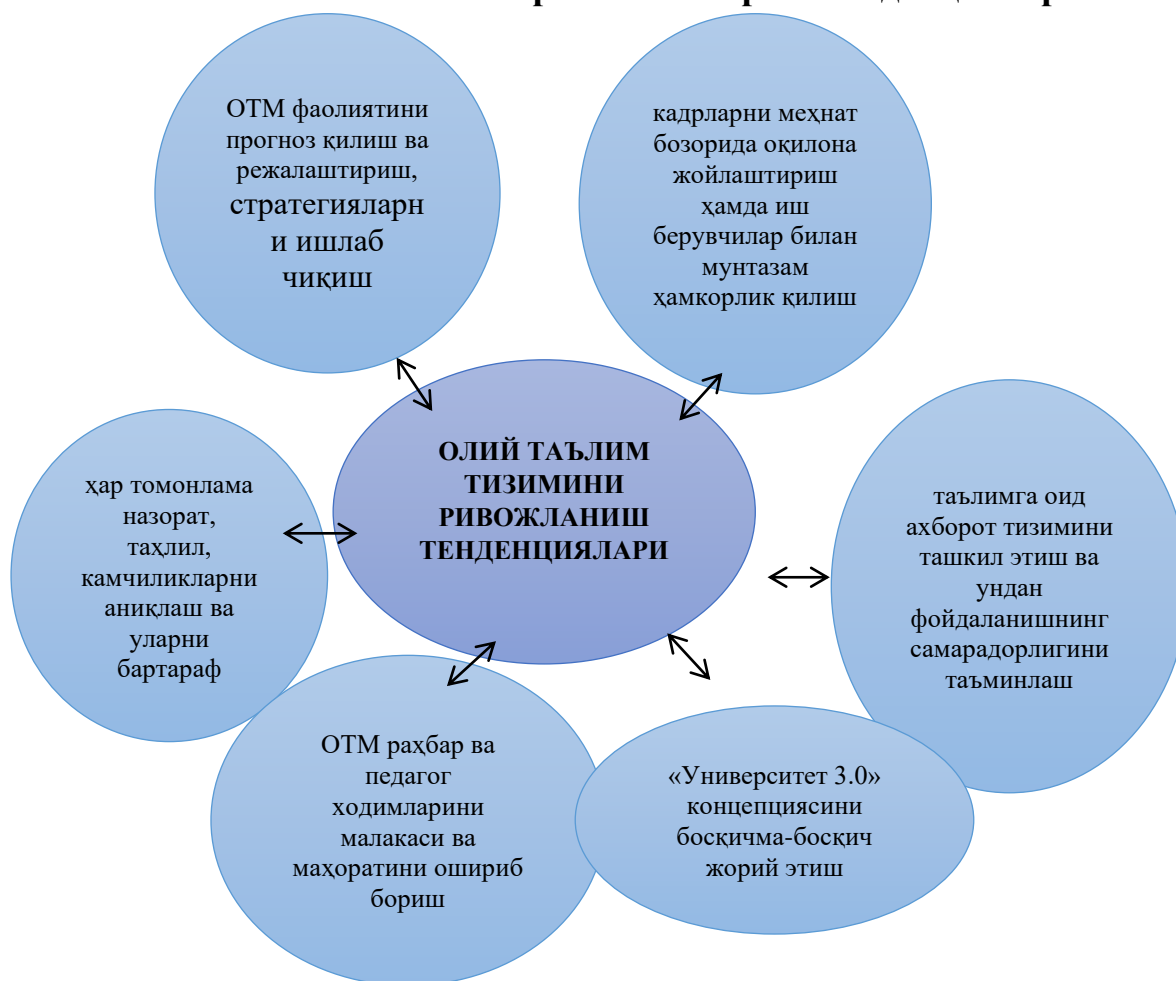 ОТМ фаолиятини
прогноз қилиш ва
режалаштириш,
стратегияларн
и ишлаб
чиқиш
кадрларни меҳнат
бозорида оқилона
жойлаштириш
ҳамда иш
берувчилар билан
мунтазам
ҳамкорлик қилиш
ОЛИЙ ТАЪЛИМ
ТИЗИМИНИ
РИВОЖЛАНИШ
ТЕНДЕНЦИЯЛАРИ
ҳар томонлама
назорат,
таҳлил,
камчиликларни
аниқлаш ва
уларни
бартараф
таълимга оид
ахборот тизимини
ташкил этиш ва
ундан
фойдаланишнинг
самарадорлигини
таъминлаш
ОТМ раҳбар ва
педагог
ходимларини
малакаси ва
маҳоратини ошириб
бориш
«Университет 3.0»
концепциясини
босқичма-босқич
жорий этиш